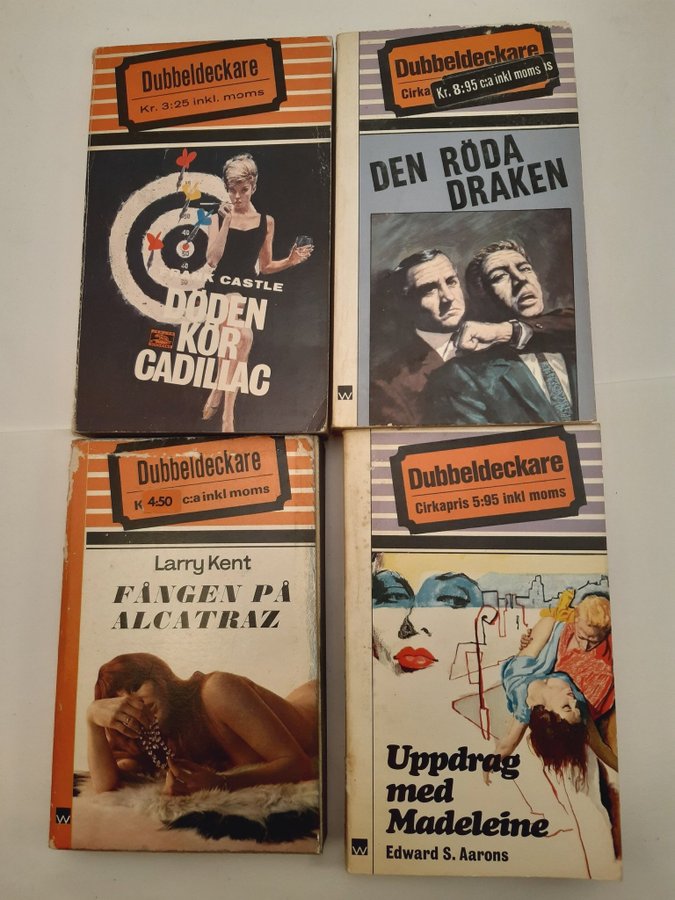 Dubbeldeckare
Kr. 3:25 inkl. moms
CASTLE
DÖDEN
KÖR
CADILLAC
Dubbeldeckare
Cirka Kr. 8:95 c:a inkl moms IS
DEN RÖDA
DRAKEN
W
Dubbeldeckare
K 4:50 c:a inkl moms
Larry Kent
FÅNGEN PÅ
ALCATRAZ
W
Dubbeldeckare
Cirkapris 5:95 inkl moms
Uppdrag
med
Madeleine
Edward S. Aarons
W